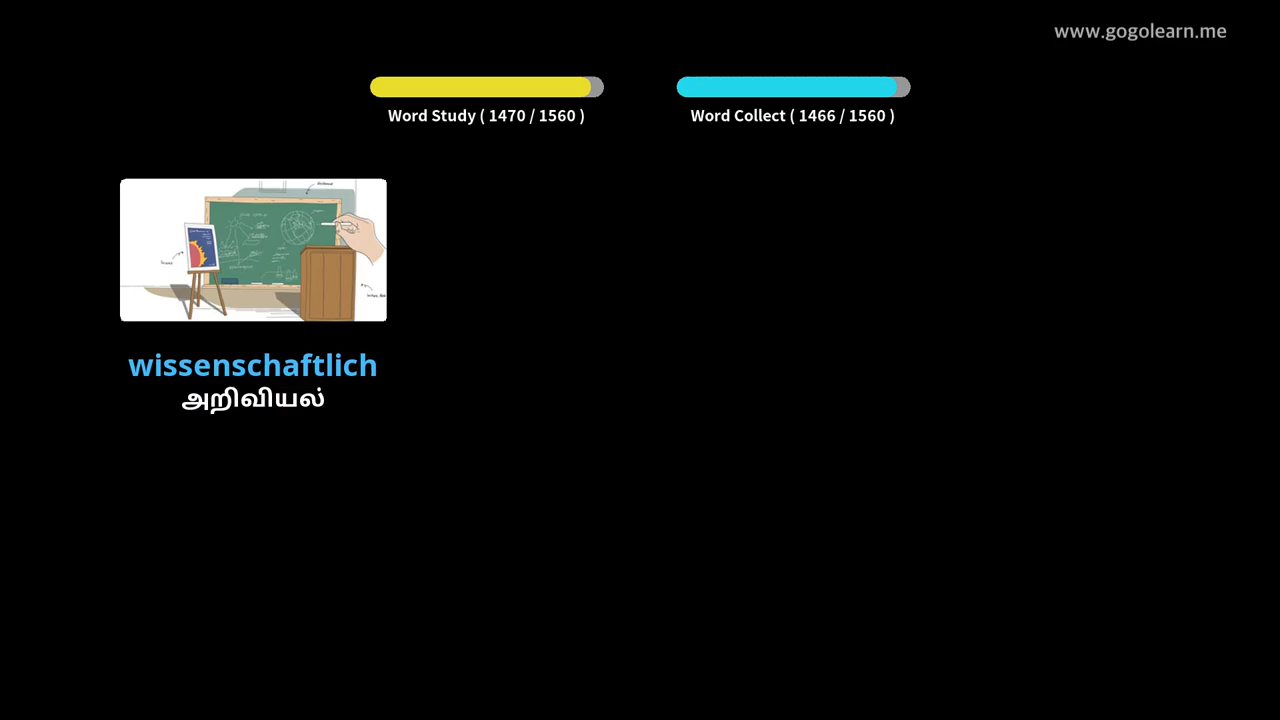 www.gogolearn.me
Word Study ( 1470 / 1560 )
Word Collect ( 1466 / 1560 )
wissenschaftlich
அறிவியல்